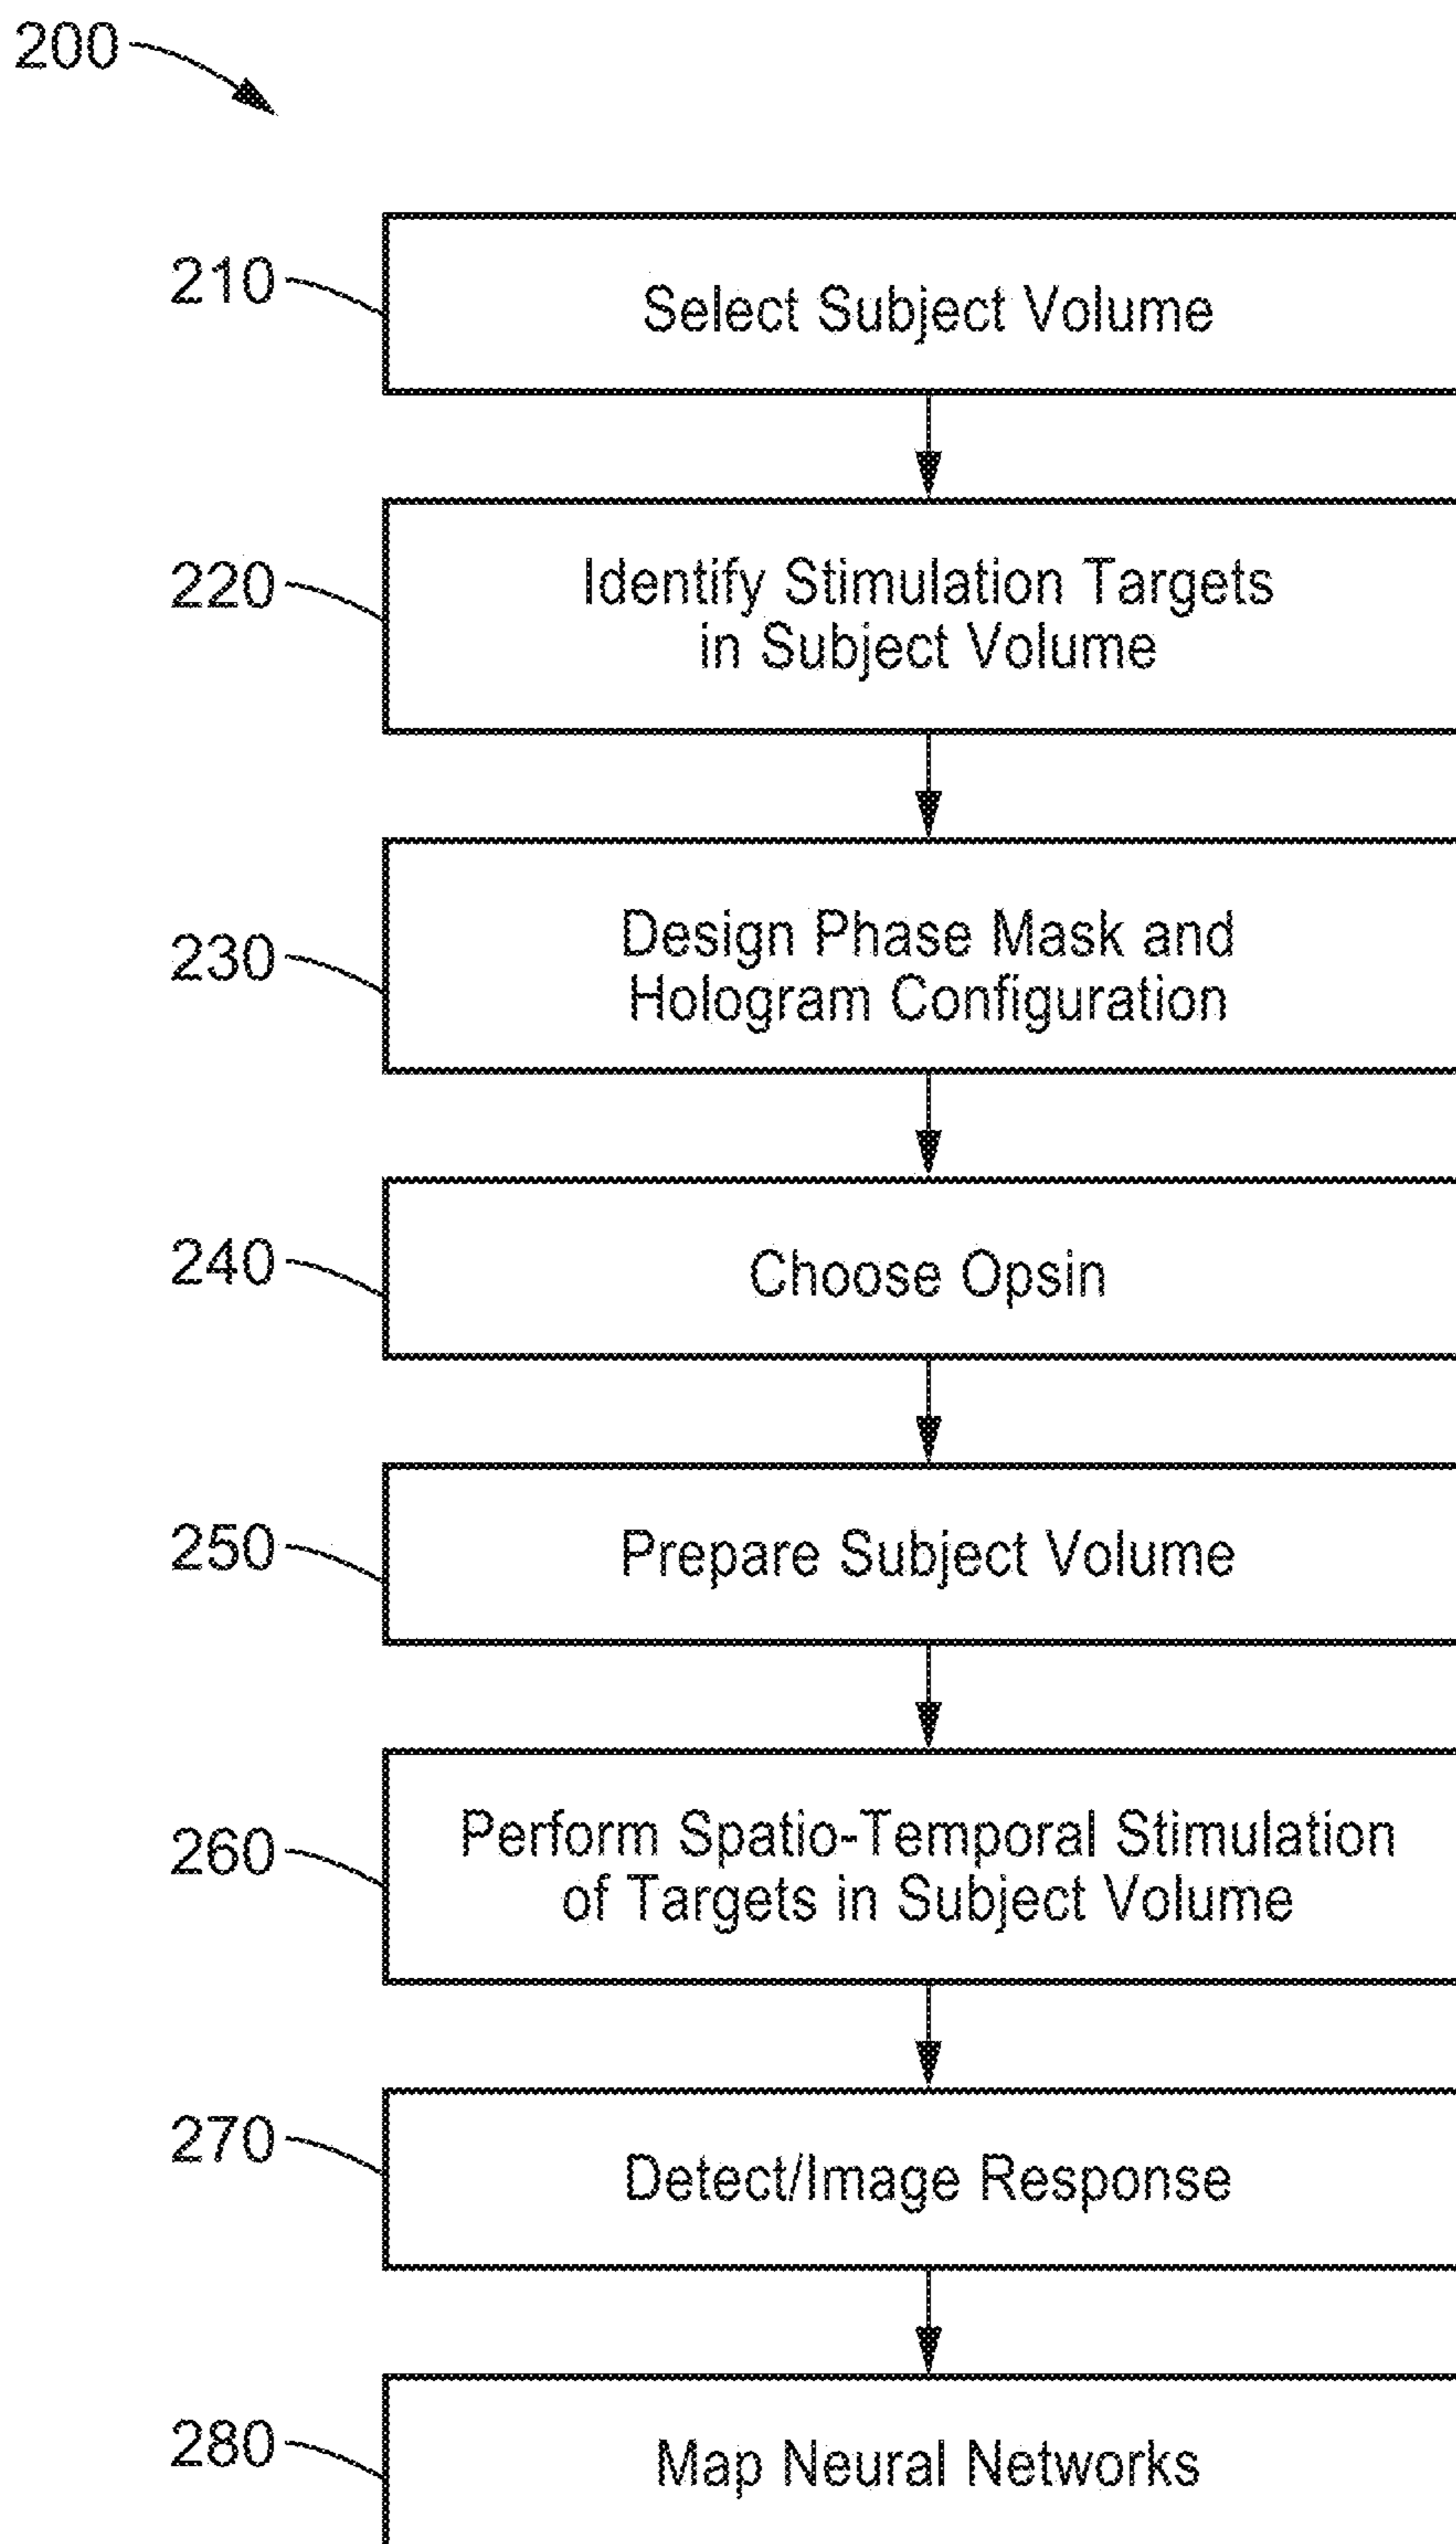 200
210
Select Subject Volume
220
Identify Stimulation Targets
in Subject Volume
230
Design Phase Mask and
Hologram Configuration
240
Choose Opsin
250
Prepare Subject Volume
260
Perform Spatio-Temporal Stimulation
of Targets in Subject Volume
270
Detect/Image Response
280
Map Neural Networks